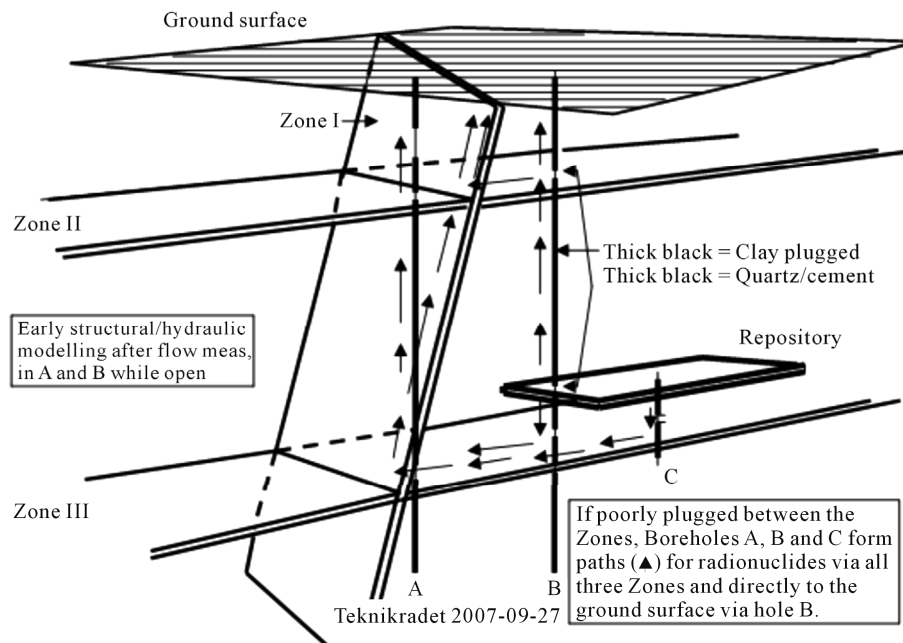 Ground surface
Zone I
Zone II
Thick black = Clay plugged
Thick black = Quartz/cement
Early structural/hydraulic
modelling after flow meas,
in A and B while open
Repository
Zone III
C
If poorly plugged between the
Zones, Boreholes A, B and C form
paths (▲) for radionuclides via all
three Zones and directly to the
ground surface via hole B.
A
B
Teknikradet 2007-09-27